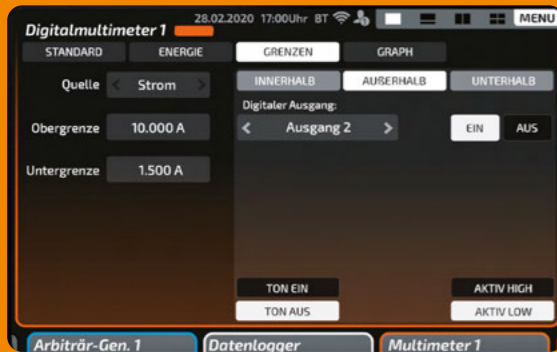 28.02.2020 17:00Uhr BT MENU
Digitalmultimeter 1
STANDARD ENERGIE GRENZEN GRAPH
Quelle < Strom > INNERHALB AUßERHALB UNTERHALB
Digitaler Ausgang:
Obergrenze 10.000 A < Ausgang 2 > EIN AUS
Untergrenze 1.500 A
TON EIN AKTIV HIGH
TON AUS AKTIV LOW
Arbiträr-Gen. 1 Datenlogger Multimeter 1